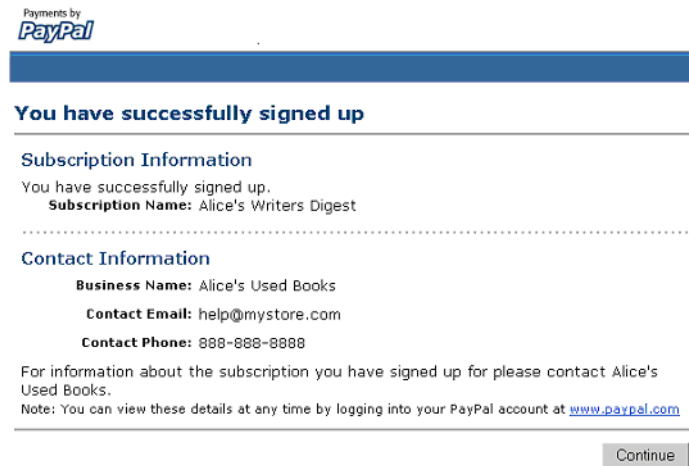 Payments by
PayPal
You have successfully signed up
Subscription Information
You have successfully signed up.
Subscription Name: Alice's Writers Digest
Contact Information
Business Name: Alice's Used Books
Contact Email: help@mystore.com
Contact Phone: 888-888-8888
For information about the subscription you have signed up for please contact Alice's
Used Books.
Note: You can view these details at any time by logging into your PayPal account at www.paypal.com
Continue